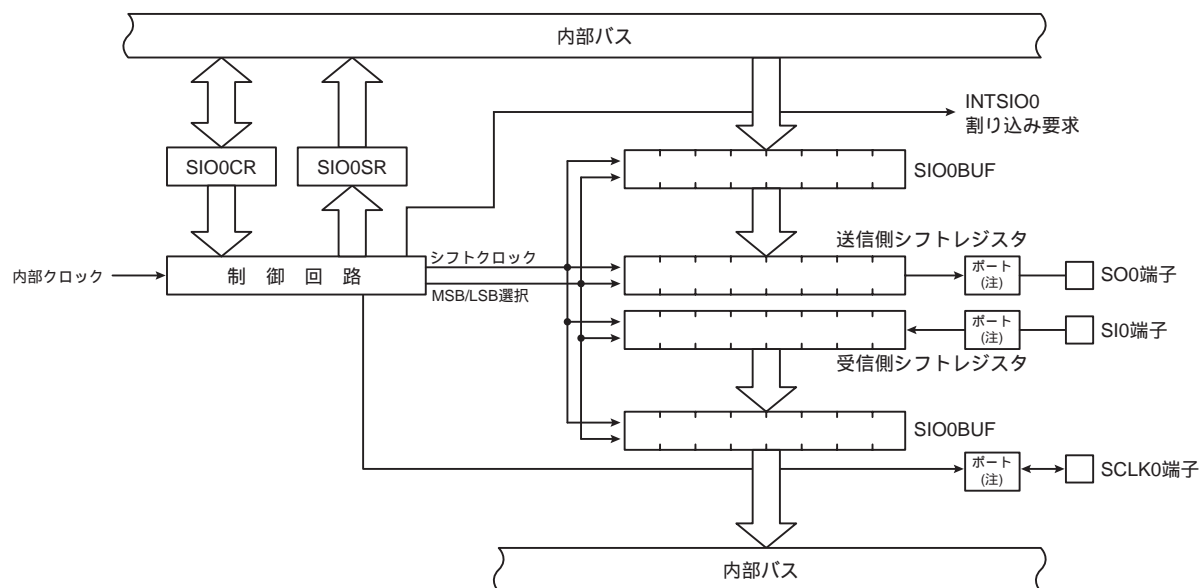 内部バス
INTSIO0
割り込み要求
SIO0CR
SIO0SR
SIO0BUF
送信側シフトレジスタ
内部クロック
制 御 回 路
シフトクロック
MSB/LSB選択
ポート
(注)
SO0端子
ポート
(注)
SI0端子
受信側シフトレジスタ
SIO0BUF
ポート
(注)
SCLK0端子
内部バス